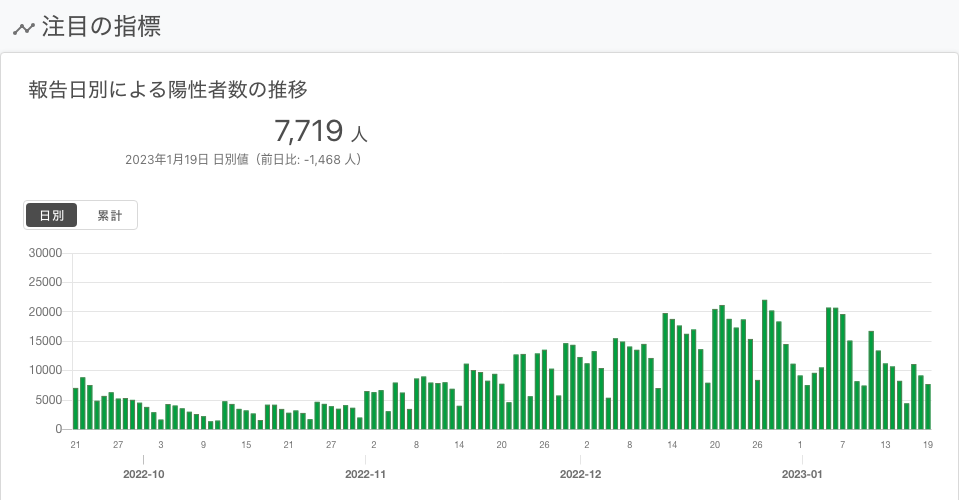 注目の指標
報告日別による陽性者数の推移
7,719 人
2023年1月19日 日別値（前日比: -1,468 人）
日別 累計
30000
25000
20000
15000
10000
5000
0
21 27 3 9 15 21 27 2 8 14 20 26 2 8 14 20 26 1 7 13 19
2022-10 2022-11 2022-12 2023-01